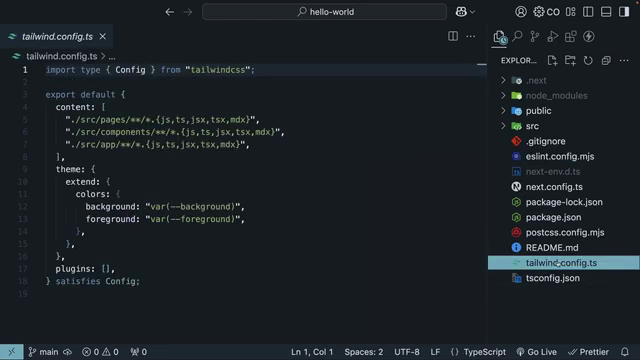 hello-world
CO
tailwind.config.ts
EXPLOR...
tailwind.config.ts > ...
1 import type { Config } from "tailwindcss";
2
3 export default {
4 content: [
5 "./src/pages/**/*.{js,ts,jsx,tsx,mdx}",
6 "./src/components/**/*.{js,ts,jsx,tsx,mdx}",
7 "./src/app/**/*.{js,ts,jsx,tsx,mdx}",
8 ],
9 theme: {
10 extend: {
11 colors: {
12 background: "var(--background)",
13 foreground: "var(--foreground)",
14 },
15 },
16 },
17 plugins: [],
18 } satisfies Config;
19
.next
node_modules
public
src
.gitignore
eslint.config.mjs
next-env.d.ts
next.config.ts
package-lock.json
package.json
postcss.config.mjs
README.md
tailwind.config.ts
tsconfig.json
main 0 0 0 Ln 1, Col 1 Spaces: 2 UTF-8 LF TypeScript Go Live Prettier